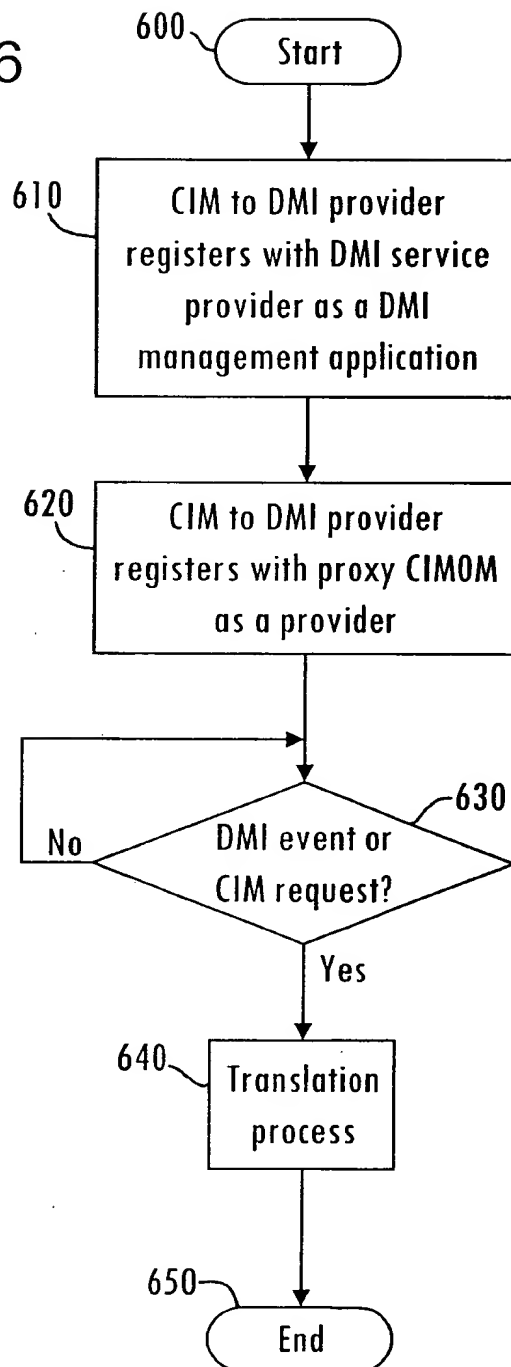 6
600
Start
610
CIM to DMI provider
registers with DMI service
provider as a DMI
management application
620
CIM to DMI provider
registers with proxy CIMOM
as a provider
630
No
DMI event or
CIM request?
Yes
640
Translation
process
650
End